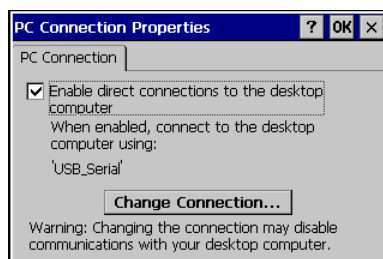 PC Connection Properties ? OK ×
PC Connection
Enable direct connections to the desktop
computer
When enabled, connect to the desktop
computer using:
'USB_Serial'
Change Connection...
Warning: Changing the connection may disable
communications with your desktop computer.